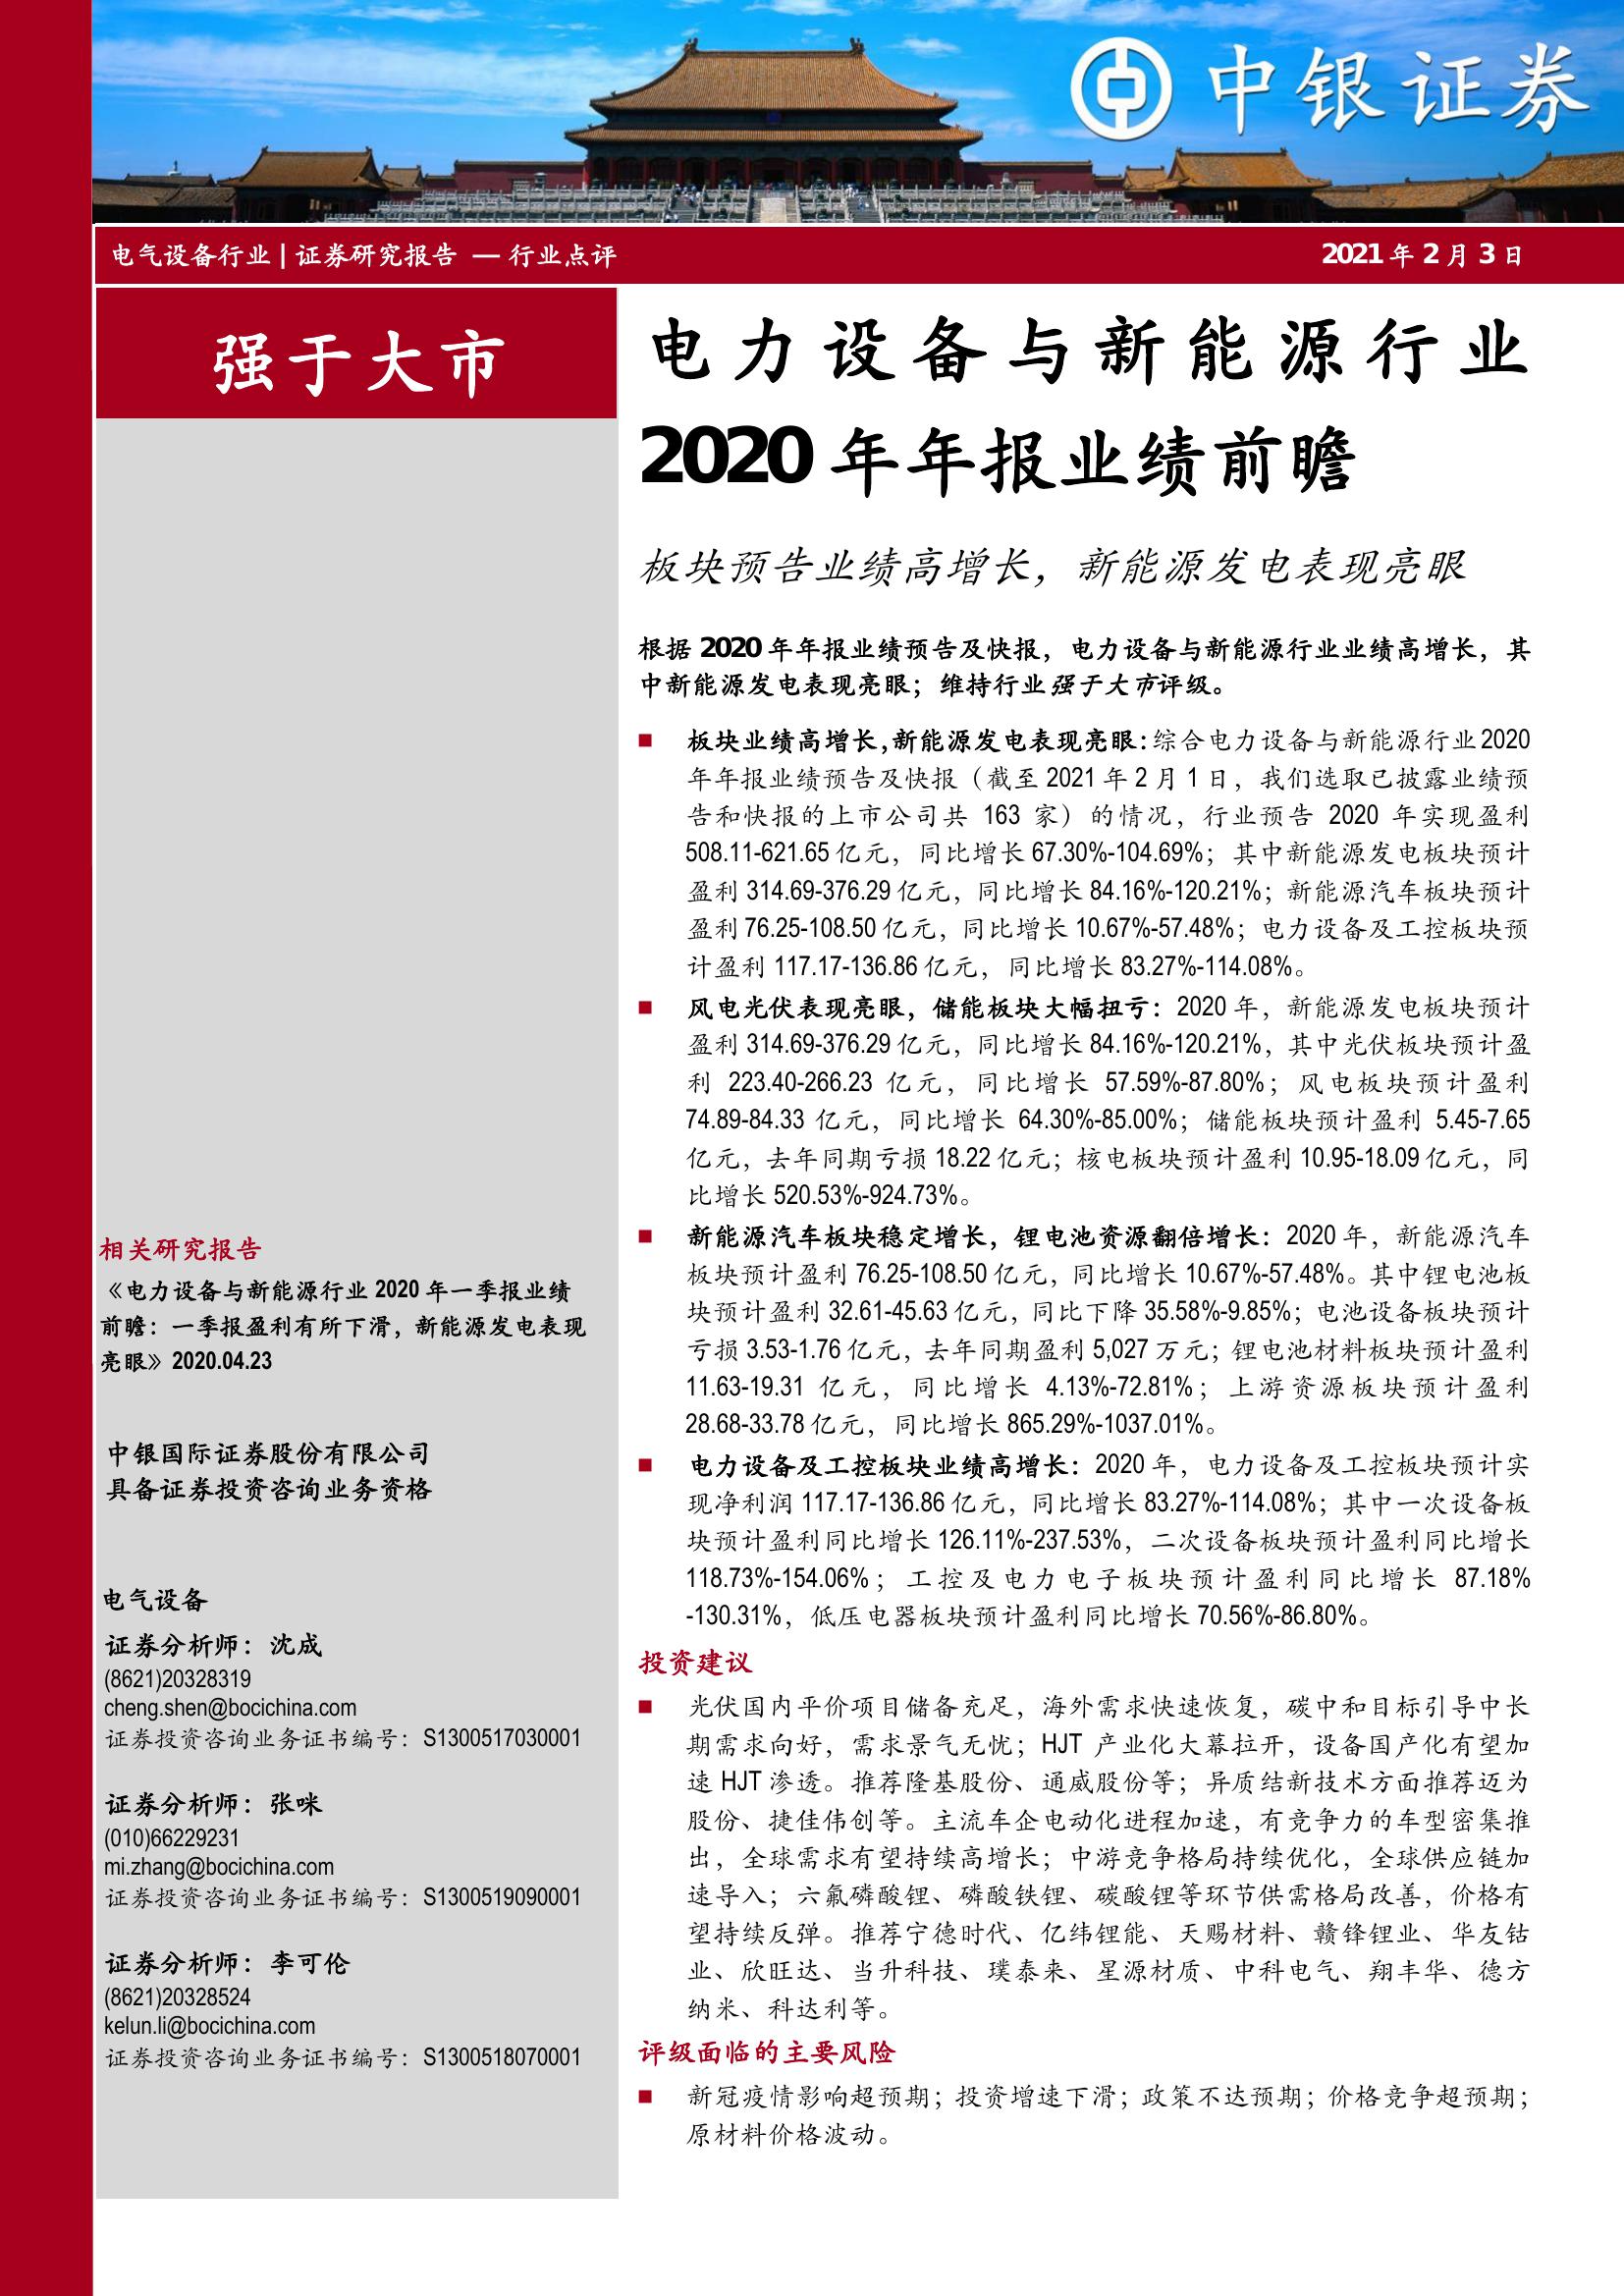 中银证券
电气设备行业 | 证券研究报告 — 行业点评
2021 年 2 月 3 日
强于大市
电力设备与新能源行业
2020 年年报业绩前瞻
板块预告业绩高增长，新能源发电表现亮眼
根据 2020 年年报业绩预告及快报，电力设备与新能源行业业绩高增长，其
中新能源发电表现亮眼；维持行业强于大市评级。
■ 板块业绩高增长，新能源发电表现亮眼：综合电力设备与新能源行业 2020
年年报业绩预告及快报（截至 2021 年 2 月 1 日，我们选取已披露业绩预
告和快报的上市公司共 163 家）的情况，行业预告 2020 年实现盈利
508.11-621.65 亿元，同比增长 67.30%-104.69%；其中新能源发电板块预计
盈利 314.69-376.29 亿元，同比增长 84.16%-120.21%；新能源汽车板块预计
盈利 76.25-108.50 亿元，同比增长 10.67%-57.48%；电力设备及工控板块预
计盈利 117.17-136.86 亿元，同比增长 83.27%-114.08%。
■ 风电光伏表现亮眼，储能板块大幅扭亏：2020 年，新能源发电板块预计
盈利 314.69-376.29 亿元，同比增长 84.16%-120.21%，其中光伏板块预计盈
利 223.40-266.23 亿元，同比增长 57.59%-87.80%；风电板块预计盈利
74.89-84.33 亿元，同比增长 64.30%-85.00%；储能板块预计盈利 5.45-7.65
亿元，去年同期亏损 18.22 亿元；核电板块预计盈利 10.95-18.09 亿元，同
比增长 520.53%-924.73%。
■ 新能源汽车板块稳定增长，锂电池资源翻倍增长：2020 年，新能源汽车
板块预计盈利 76.25-108.50 亿元，同比增长 10.67%-57.48%。其中锂电池板
块预计盈利 32.61-45.63 亿元，同比下降 35.58%-9.85%；电池设备板块预计
亏损 3.53-1.76 亿元，去年同期盈利 5,027 万元；锂电池材料板块预计盈利
11.63-19.31 亿元，同比增长 4.13%-72.81%；上游资源板块预计盈利
28.68-33.78 亿元，同比增长 865.29%-1037.01%。
■ 电力设备及工控板块业绩高增长：2020 年，电力设备及工控板块预计实
现净利润 117.17-136.86 亿元，同比增长 83.27%-114.08%；其中一次设备板
块预计盈利同比增长 126.11%-237.53%，二次设备板块预计盈利同比增长
118.73%-154.06%；工控及电力电子板块预计盈利同比增长 87.18%
-130.31%，低压电器板块预计盈利同比增长 70.56%-86.80%。
投资建议
■ 光伏国内平价项目储备充足，海外需求快速恢复，碳中和目标引导中长
期需求向好，需求景气无忧；HJT 产业化大幕拉开，设备国产化有望加
速 HJT 渗透。推荐隆基股份、通威股份等；异质结新技术方面推荐迈为
股份、捷佳伟创等。主流车企电动化进程加速，有竞争力的车型密集推
出，全球需求有望持续高增长；中游竞争格局持续优化，全球供应链加
速导入；六氟磷酸锂、磷酸铁锂、碳酸锂等环节供需格局改善，价格有
望持续反弹。推荐宁德时代、亿纬锂能、天赐材料、赣锋锂业、华友钴
业、欣旺达、当升科技、璞泰来、星源材质、中科电气、翔丰华、德方
纳米、科达利等。
评级面临的主要风险
■ 新冠疫情影响超预期；投资增速下滑；政策不达预期；价格竞争超预期；
原材料价格波动。
相关研究报告
《电力设备与新能源行业 2020 年一季报业绩
前瞻：一季报盈利有所下滑，新能源发电表现
亮眼》2020.04.23
中银国际证券股份有限公司
具备证券投资咨询业务资格
电气设备
证券分析师：沈成
(8621)20328319
cheng.shen@bocichina.com
证券投资咨询业务证书编号：S1300517030001
证券分析师：张咪
(010)66229231
mi.zhang@bocichina.com
证券投资咨询业务证书编号：S1300519090001
证券分析师：李可伦
(8621)20328524
kelun.li@bocichina.com
证券投资咨询业务证书编号：S1300518070001